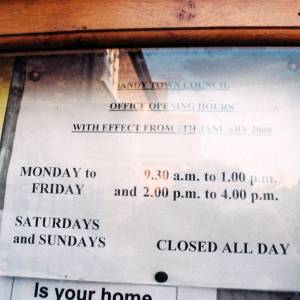 SANDY TOWN COUNCIL
OFFICE OPENING HOURS
WITH EFFECT FROM JANUARY 2000
MONDAY to 9.30 a.m. to 1.00 p.m.
FRIDAY and 2.00 p.m. to 4.00 p.m.
SATURDAYS
and SUNDAYS CLOSED ALL DAY
Is your home